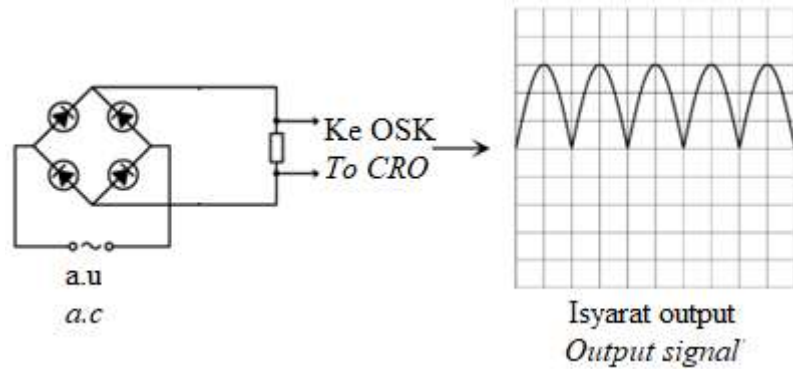 Ke OSK
To CRO
a.u
a.c
Isyarat output
Output signal